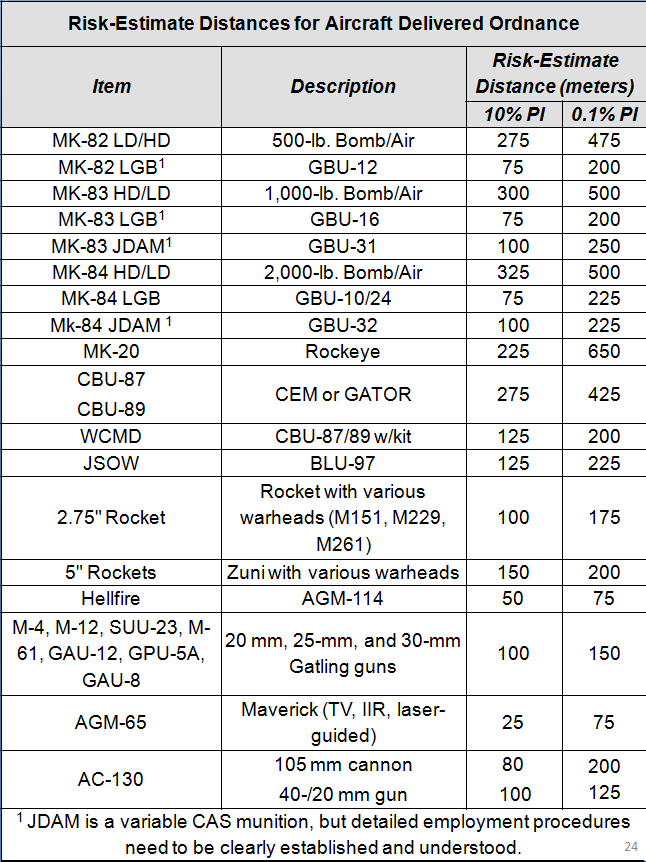 Risk-Estimate Distances for Aircraft Delivered Ordnance
Item Description Risk-Estimate Distance (meters)
10% PI 0.1% PI
MK-82 LD/HD 500-lb. Bomb/Air 275 475
MK-82 LGB1 GBU-12 75 200
MK-83 HD/LD 1,000-lb. Bomb/Air 300 500
MK-83 LGB1 GBU-16 75 200
MK-83 JDAM1 GBU-31 100 250
MK-84 HD/LD 2,000-lb. Bomb/Air 325 500
MK-84 LGB GBU-10/24 75 225
Mk-84 JDAM 1 GBU-32 100 225
MK-20 Rockeye 225 650
CBU-87
CBU-89
CEM or GATOR 275 425
WCMD CBU-87/89 w/kit 125 200
JSOW BLU-97 125 225
2.75" Rocket
Rocket with various
warheads (M151, M229,
M261)
100 175
5" Rockets Zuni with various warheads 150 200
Hellfire AGM-114 50 75
M-4, M-12, SUU-23, M-
61, GAU-12, GPU-5A,
GAU-8
20 mm, 25-mm, and 30-mm
Gatling guns
100 150
AGM-65
Maverick (TV, IIR, laser-
guided)
25 75
AC-130
105 mm cannon 80 200
40-/20 mm gun 100 125
1 JDAM is a variable CAS munition, but detailed employment procedures
need to be clearly established and understood.
24